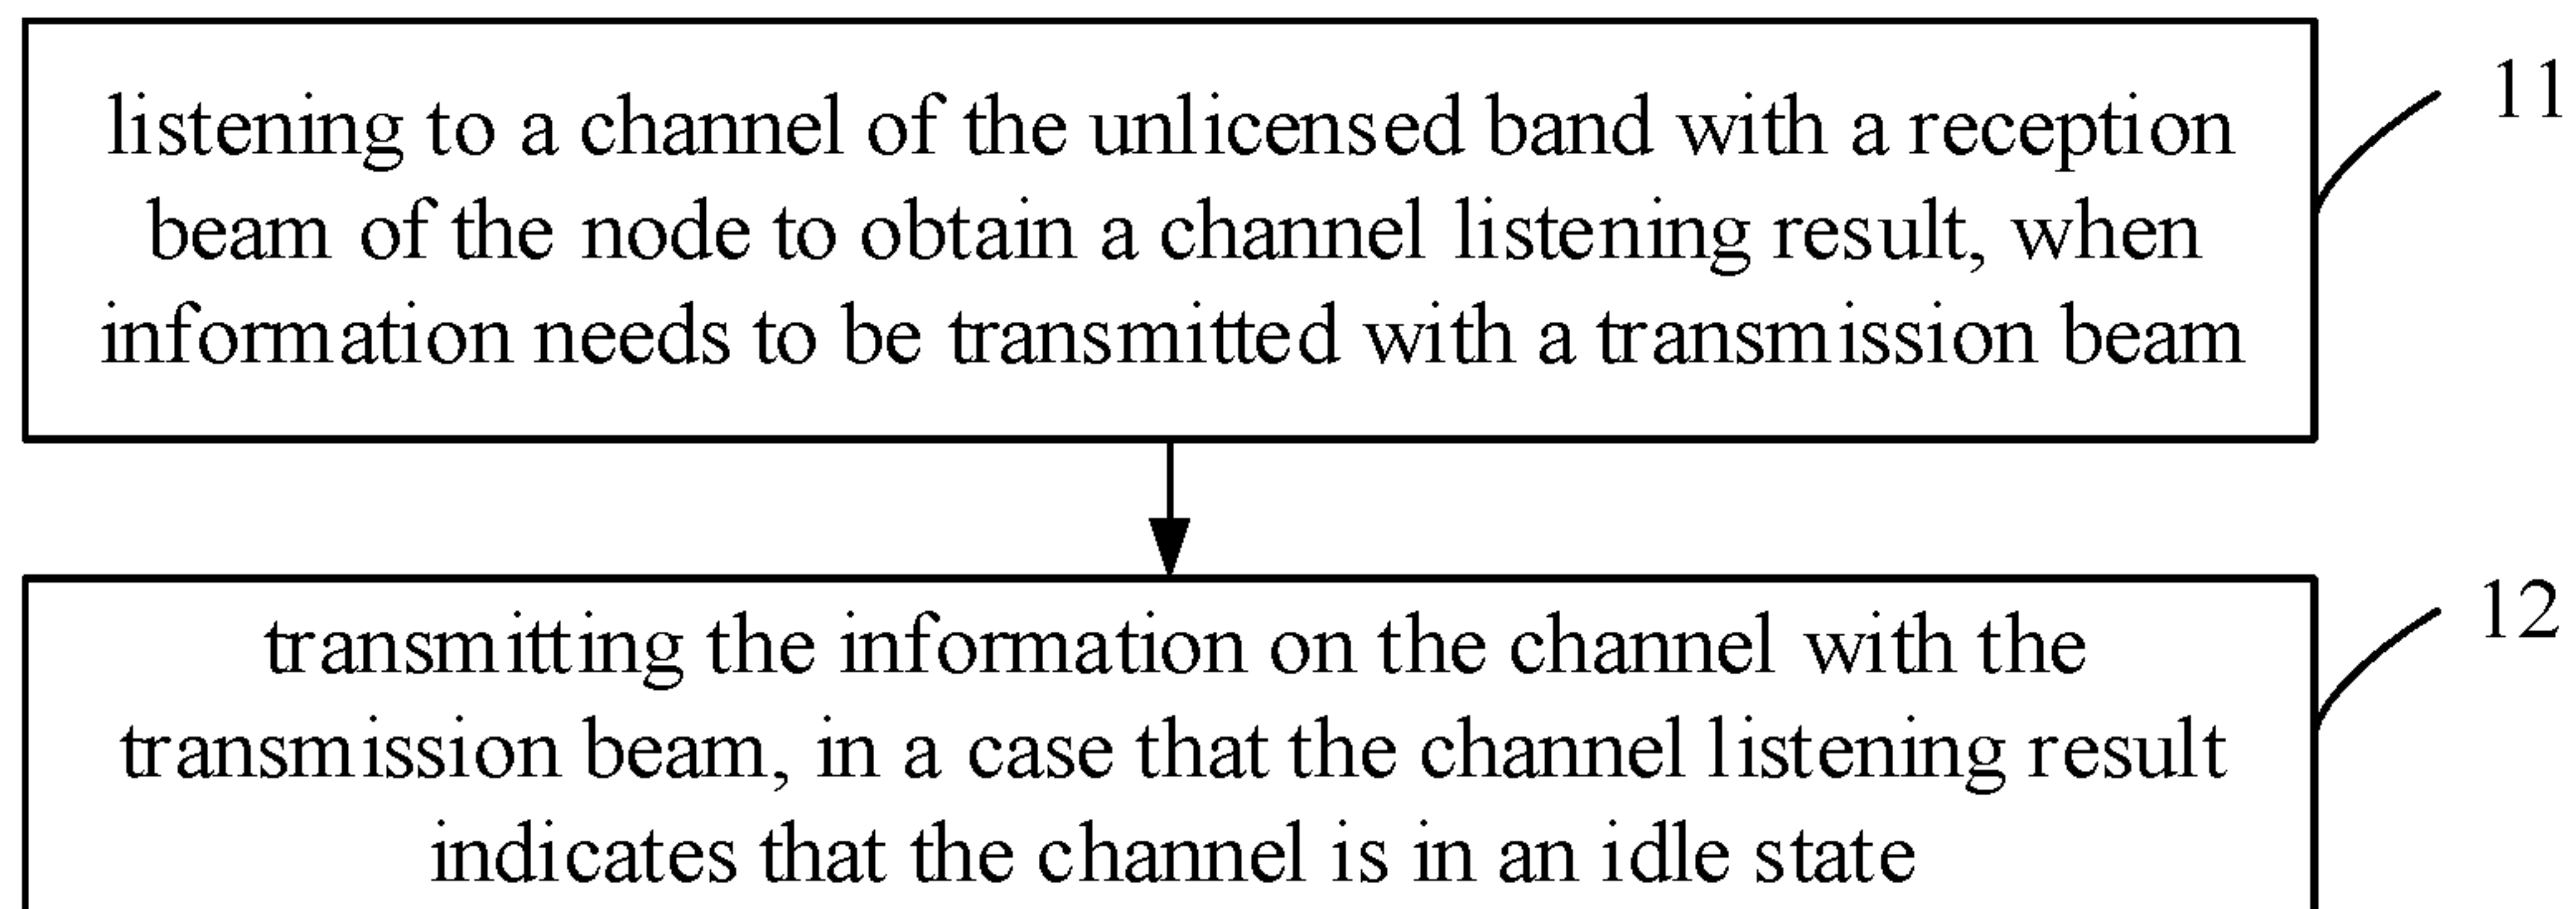 listening to a channel of the unlicensed band with a reception
beam of the node to obtain a channel listening result, when
information needs to be transmitted with a transmission beam
11
transmitting the information on the channel with the
transmission beam, in a case that the channel listening result
indicates that the channel is in an idle state
12